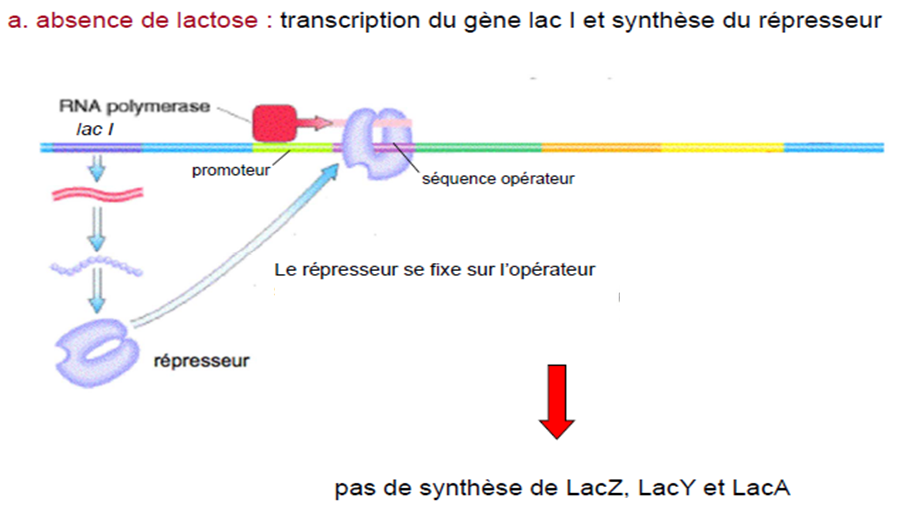 a. absence de lactose : transcription du gène lac I et synthèse du répresseur
RNA polymerase
lac I
promoteur
séquence opérateur
Le répresseur se fixe sur l'opérateur
répresseur
pas de synthèse de LacZ, LacY et LacA